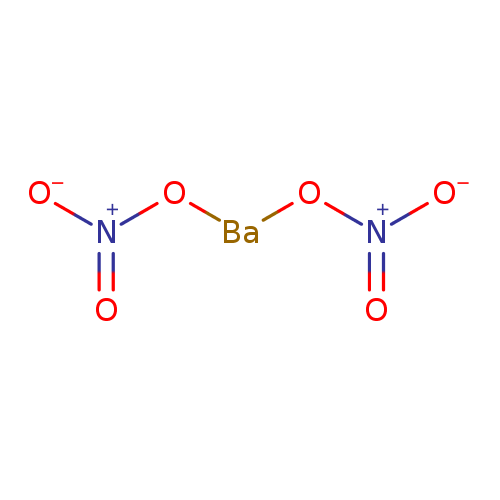 O− O O O−
N+ Ba N+
O O